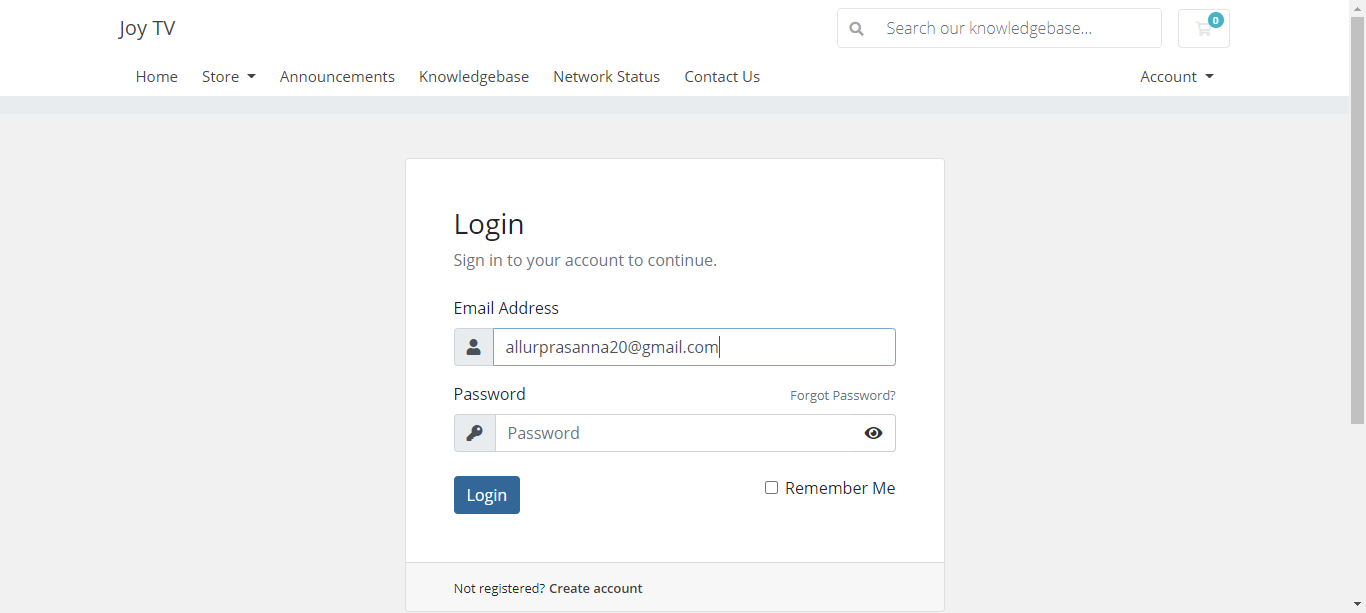 Joy TV
Search our knowledgebase...
0
Home Store Announcements Knowledgebase Network Status Contact Us Account
Login
Sign in to your account to continue.
Email Address
allurprasanna20@gmail.com
Password Forgot Password?
Password
Login Remember Me
Not registered? Create account